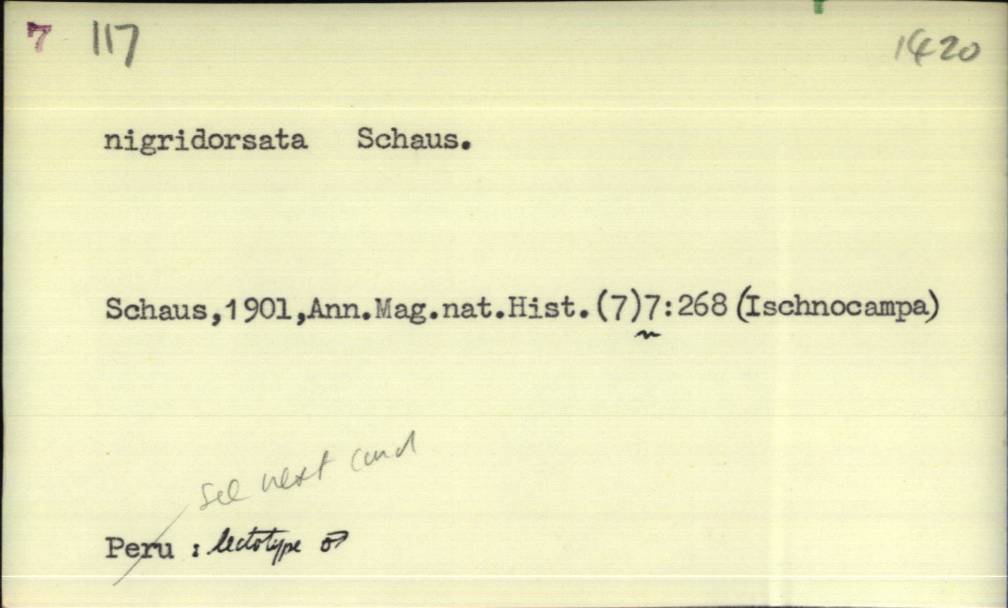 7 117 1420
nigridorsata Schaus.
Schaus,1901,Ann.Mag.nat.Hist.(7)7:268 (Ischnocampa)
see next card
Peru : lectotype ♂